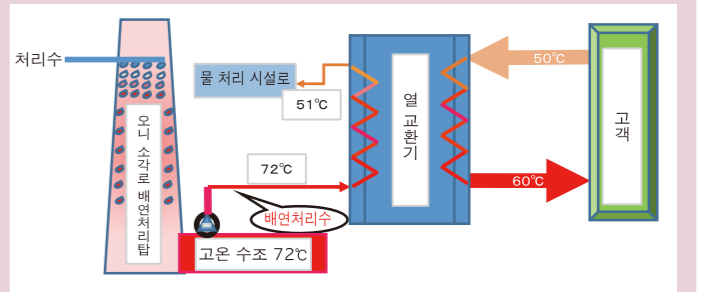 처리수
오니 소각로 배연처리탑
물 처리 시설로
51℃
72℃
배연처리수
고온 수조 72℃
열 교환기
50℃
60℃
고객